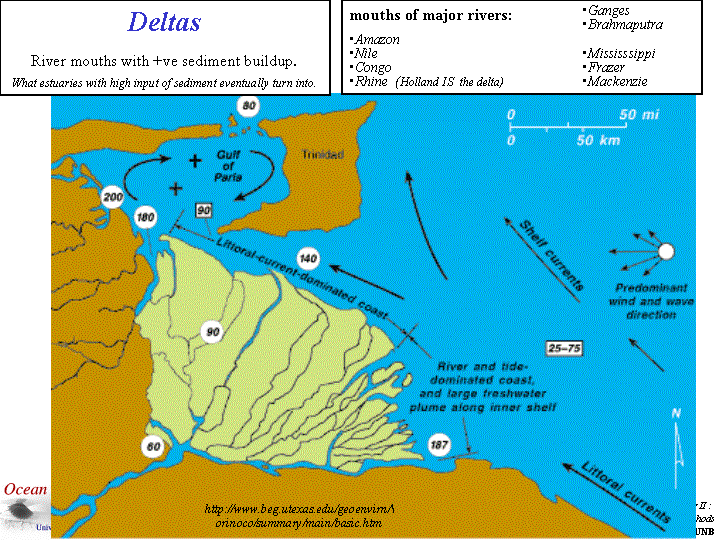 Deltas
River mouths with +ve sediment buildup.
What estuaries with high input of sediment eventually turn into.
mouths of major rivers:
•Amazon
•Nile
•Congo
•Rhine (Holland IS the delta)
•Ganges
•Brahmaputra
•Mississsippi
•Frazer
•Mackenzie
80
0 50 mi
0 50 km
Trinidad
+ Gulf
of
Paria
+
200
180
90
Littoral-current-dominated coast
140
Shelf currents
Predominant
wind and wave
direction
90
25–75
River and tide-
dominated coast,
and large freshwater
plume along inner shelf
N
60
187
Littoral currents
Ocean
Univ
http://www.beg.utexas.edu/geoenvirn/\
orinoco/summary/main/basic.htm
r II :
hods
UNB